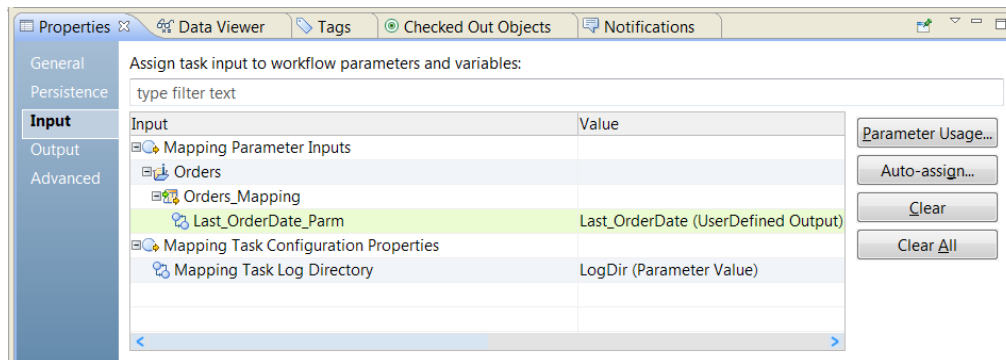 Properties Data Viewer Tags Checked Out Objects Notifications
General
Persistence
Input
Output
Advanced
Assign task input to workflow parameters and variables:
type filter text
Input Value
Mapping Parameter Inputs
Orders
Orders_Mapping
Last_OrderDate_Parm Last_OrderDate (UserDefined Output)
Mapping Task Configuration Properties
Mapping Task Log Directory LogDir (Parameter Value)
Parameter Usage...
Auto-assign...
Clear
Clear All